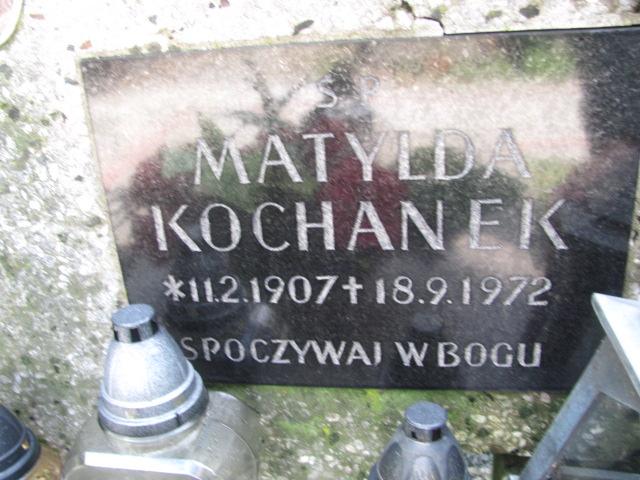 Ś P
MATYLDA
KOCHANEK
*11.2.1907 † 18.9.1972
SPOCZYWAJ W BOGU